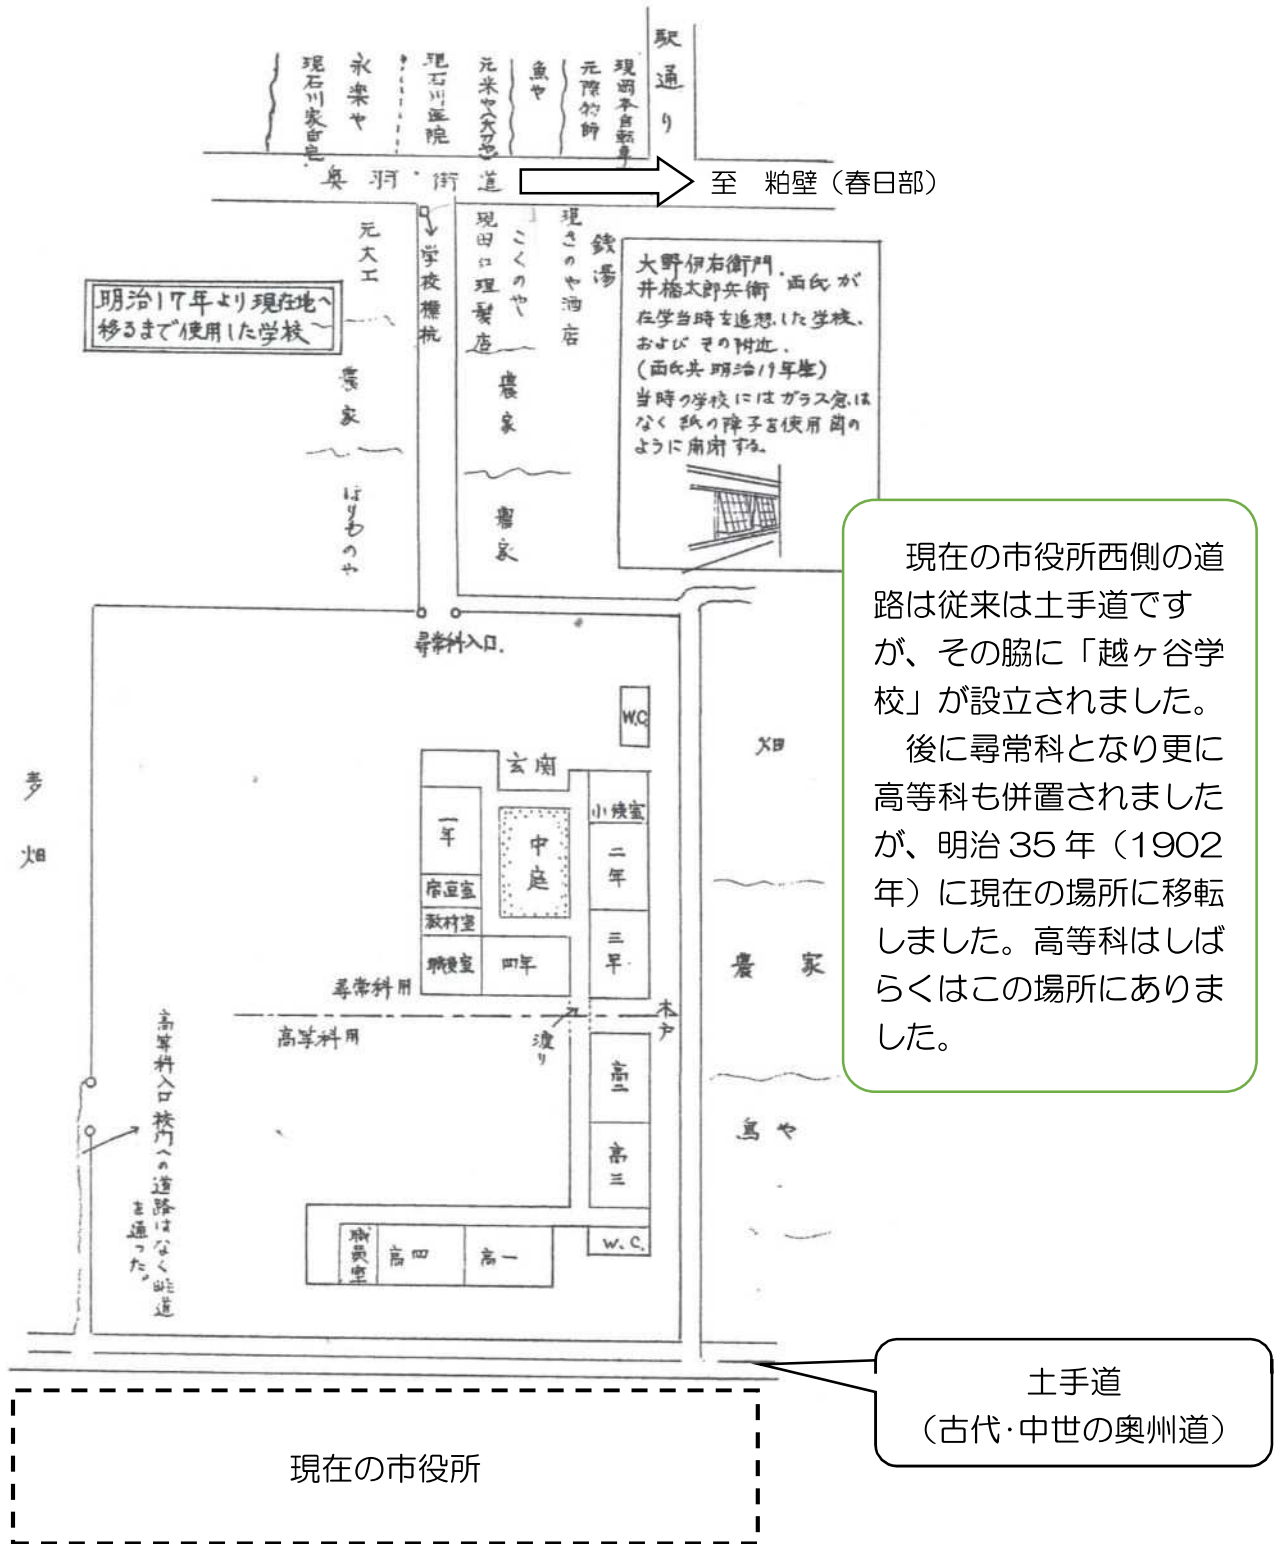 駅通り
現石川家自宅
永楽や
現石川医院
元米や(大刀や)
魚や
元際物師
現岡本自転車
奥羽街道
至　粕壁（春日部）
元大工
学校標杭
現田口理髪店
こくのや
現さのや酒店
銭湯
明治17年より現在地へ
移るまで使用した学校
大野伊右衛門、
井橋太郎兵衛 両氏が
在学当時を追想した学校、
および その附近。
(両氏共 明治19年生)
当時の学校にはガラス窓は
なく 紙の障子を使用 図の
ように開閉する。
農家
農家
はりものや
農家
現在の市役所西側の道
路は従来は土手道です
が、その脇に「越ヶ谷学
校」が設立されました。
後に尋常科となり更に
高等科も併置されました
が、明治 35 年（1902
年）に現在の場所に移転
しました。高等科はしば
らくはこの場所にありま
した。
尋常科入口.
W.C.
玄関
麦畑
畑
一年
中庭
小使室
二年
宿直室
教材室
職員室
四年
三年
農家
尋常科用
高等科用
渡り
木戸
高等科入口 校門への道路はなく畦道
を通った。
高二
高三
鳥や
職員室
高四
高一
W.C.
土手道
（古代・中世の奥州道）
現在の市役所